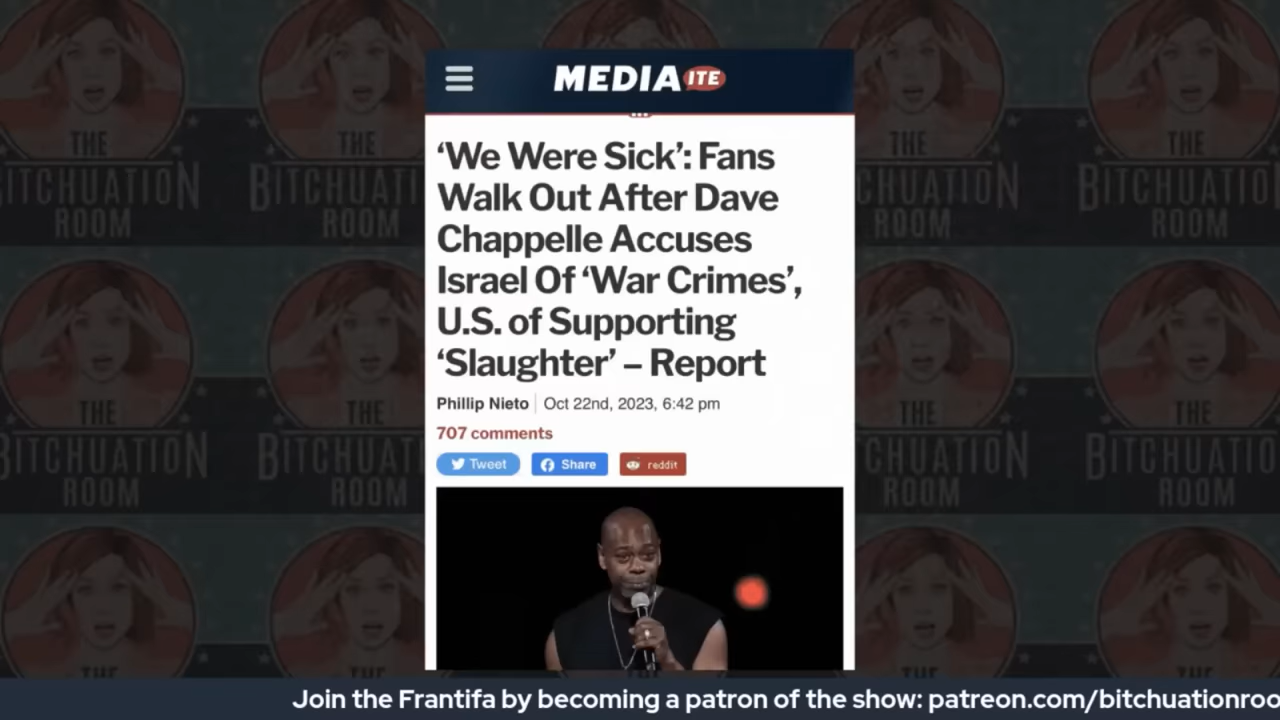 MEDIAITE
‘We Were Sick’: Fans
Walk Out After Dave
Chappelle Accuses
Israel Of ‘War Crimes’,
U.S. of Supporting
‘Slaughter’ – Report
Phillip Nieto | Oct 22nd, 2023, 6:42 pm
707 comments
Tweet Share reddit
THE
BITCHUATION
ROOM
Join the Frantifa by becoming a patron of the show: patreon.com/bitchuationroo